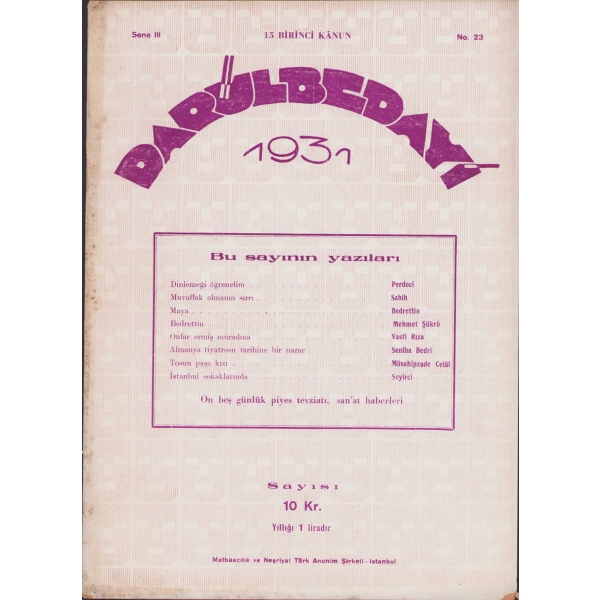 Sene III 15 BİRİNCİ KÂNUN No. 23
DARÜLBEDAYİ
1931
Bu sayının yazıları
Dinlemeği öğrenelim . . . . . . . . . . Perdeci
Muvaffak olmanın sırrı . . . . . . . . . . Sabih
Maya . . . . . . . . . . Bedrettin
Bedrettin . . . . . . . . . . Mehmet Şükrü
Onlar ermiş muradına . . . . . . . . . . Vasfi Rıza
Almanya tiyatrosu tarihine bir nazar . . . . . . . . . . Seniha Bedri
Tosun paşa kızı . . . . . . . . . . Müsahipzade Celâl
İstanbul sokaklarında . . . . . . . . . . Seyirci
On beş günlük piyes tevziatı, san'at haberleri
Sayısı
10 Kr.
Yıllığı 1 liradır
Matbaacılık ve Neşriyat Türk Anonim Şirketi - Istanbul